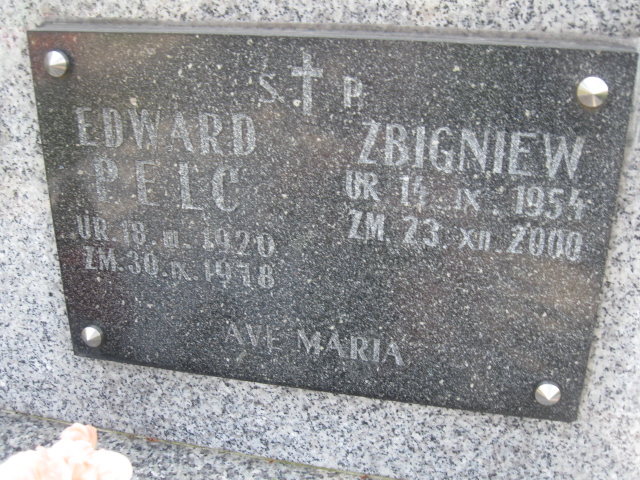 S. P.
EDWARD
PELC
UR. 18. III. 1920
ZM. 30. IX. 1978
ZBIGNIEW
UR 14. IX. 1954
ZM. 23. XII. 2000
AVE MARIA